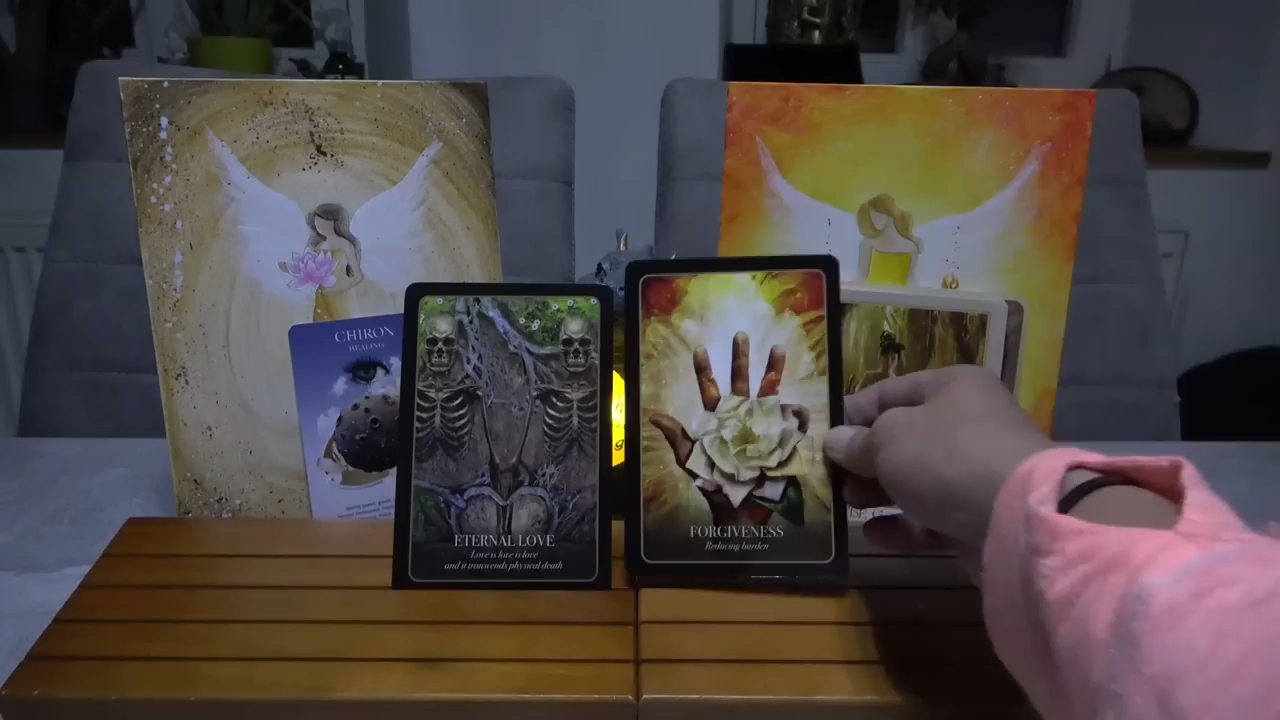 CHIRON
HEALING
ETERNAL LOVE
Love is love is love
and it transcends physical death
FORGIVENESS
Reducing burden